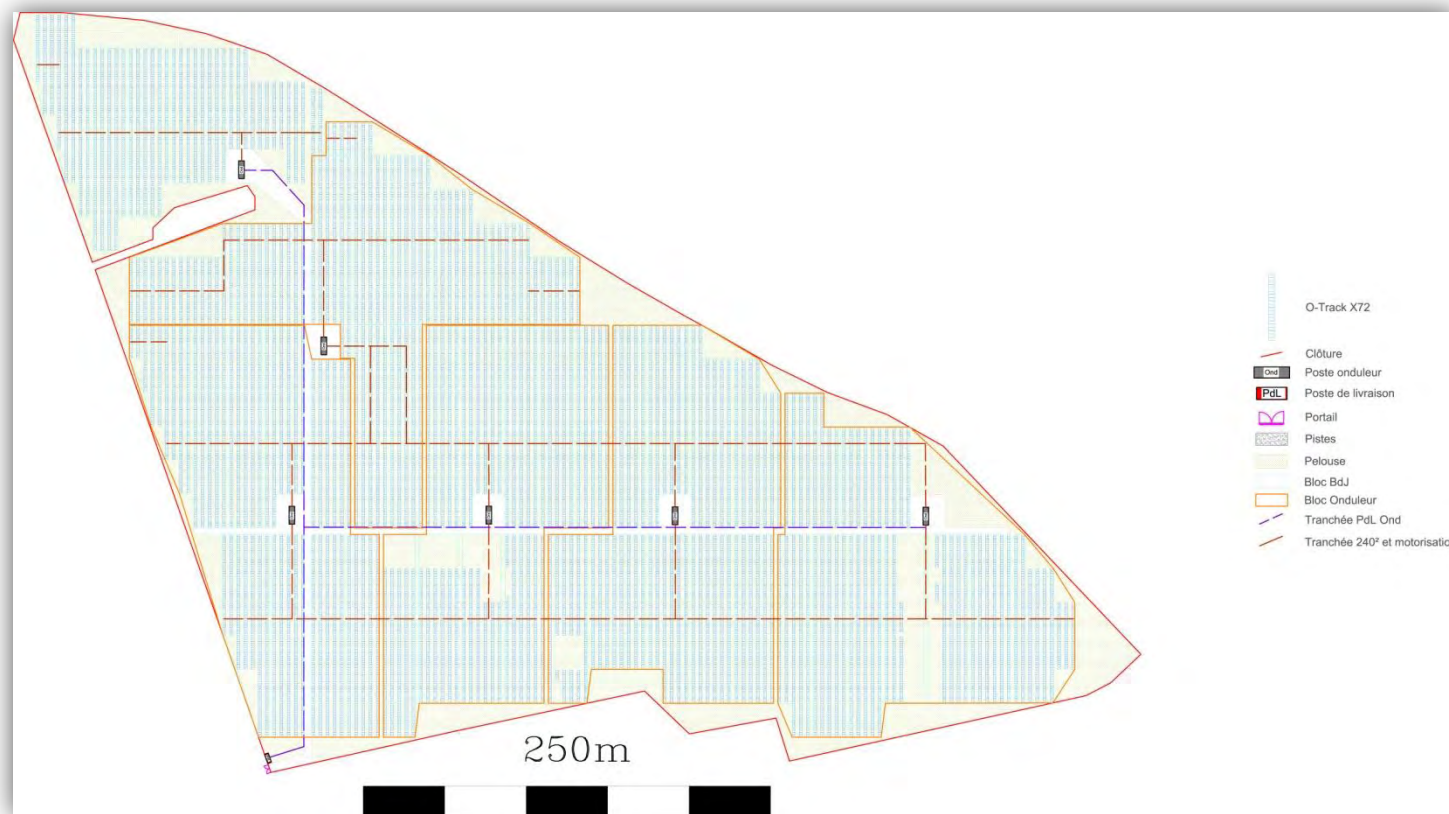 250m
O-Track X72
Clôture
Ond Poste onduleur
PdL Poste de livraison
Portail
Pistes
Pelouse
Bloc BdJ
Bloc Onduleur
Tranchée PdL Ond
Tranchée 240² et motorisatio